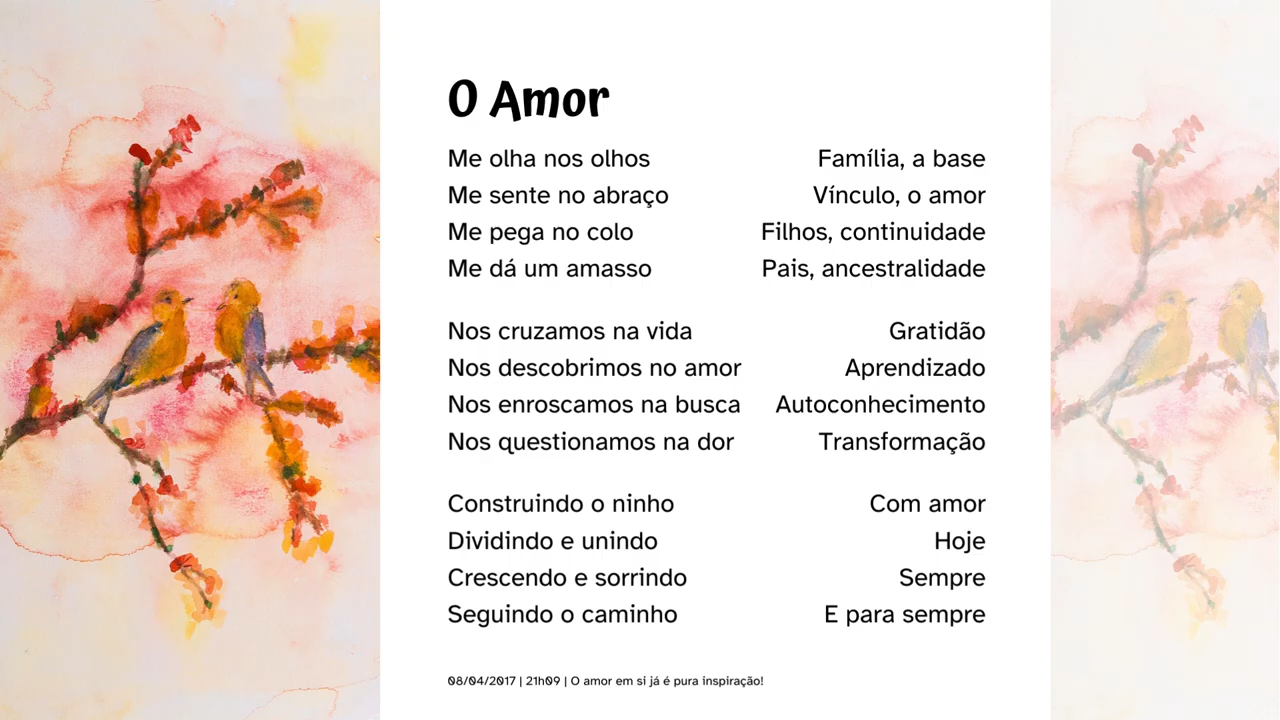 O Amor
Me olha nos olhos
Me sente no abraço
Me pega no colo
Me dá um amasso
Nos cruzamos na vida
Nos descobrimos no amor
Nos enroscamos na busca
Nos questionamos na dor
Construindo o ninho
Dividindo e unindo
Crescendo e sorrindo
Seguindo o caminho
Família, a base
Vínculo, o amor
Filhos, continuidade
Pais, ancestralidade
Gratidão
Aprendizado
Autoconhecimento
Transformação
Com amor
Hoje
Sempre
E para sempre
08/04/2017 | 21h09 | O amor em si já é pura inspiração!